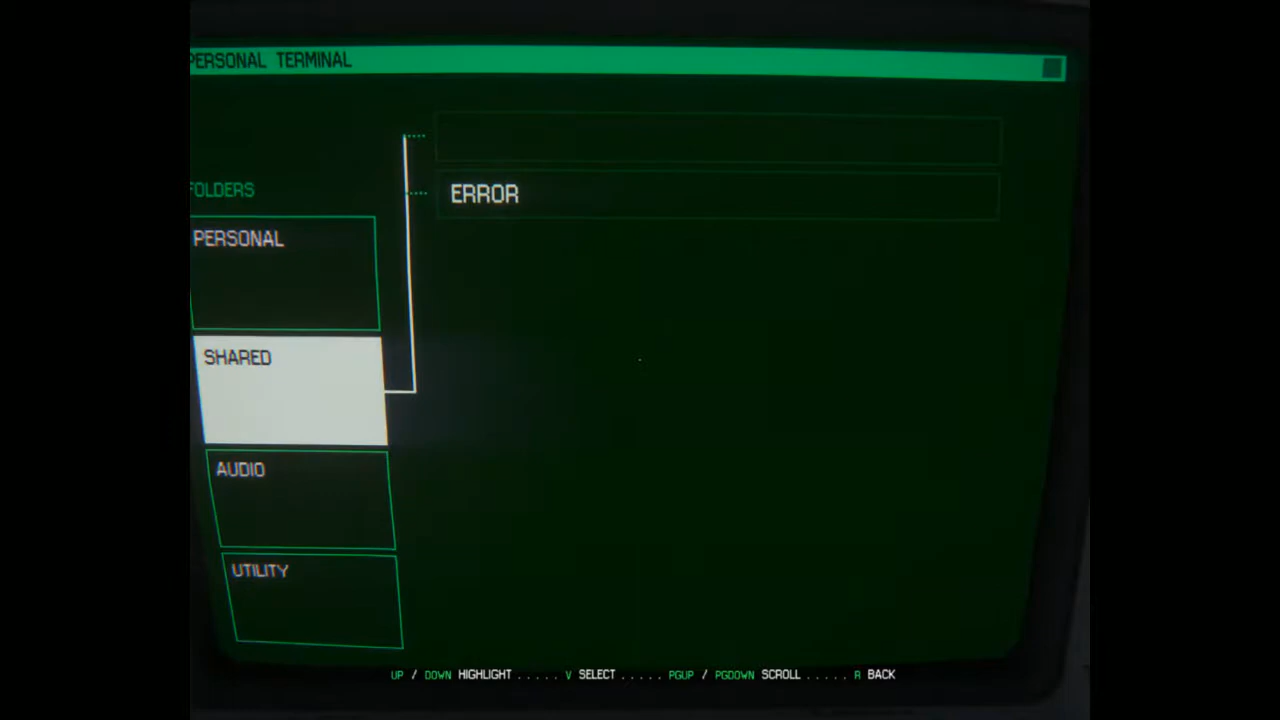 PERSONAL TERMINAL
FOLDERS
ERROR
PERSONAL
SHARED
AUDIO
UTILITY
UP / DOWN HIGHLIGHT ..... V SELECT ..... PGUP / PGDOWN SCROLL ..... R BACK